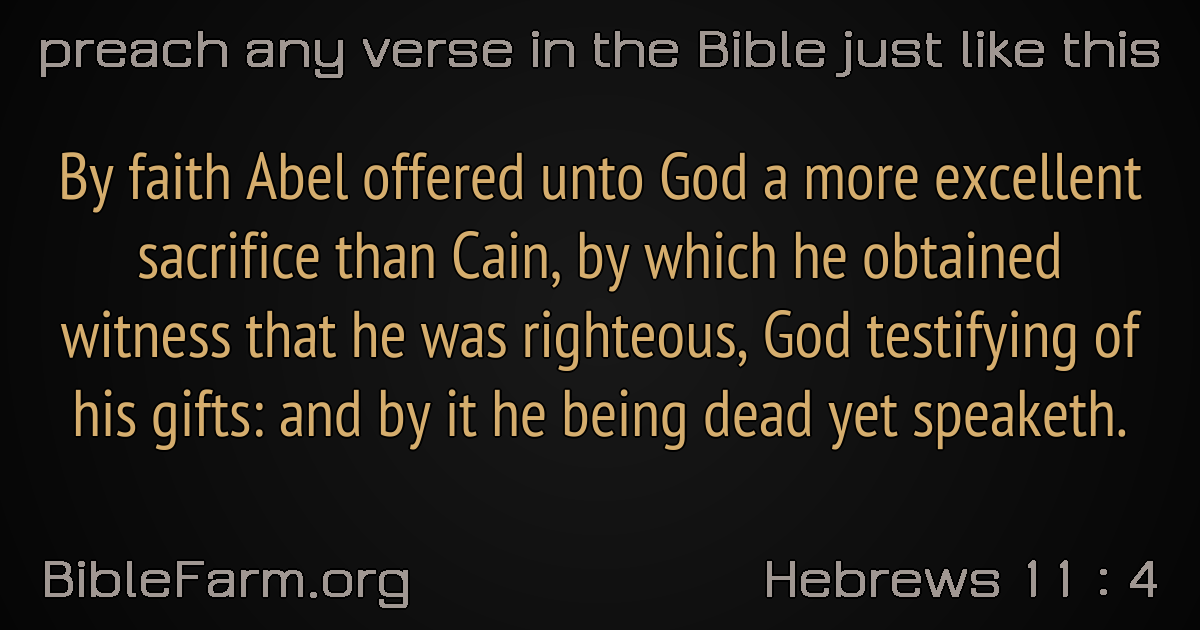 preach any verse in the Bible just like this
By faith Abel offered unto God a more excellent
sacrifice than Cain, by which he obtained
witness that he was righteous, God testifying of
his gifts: and by it he being dead yet speaketh.
BibleFarm.org
Hebrews 11 : 4